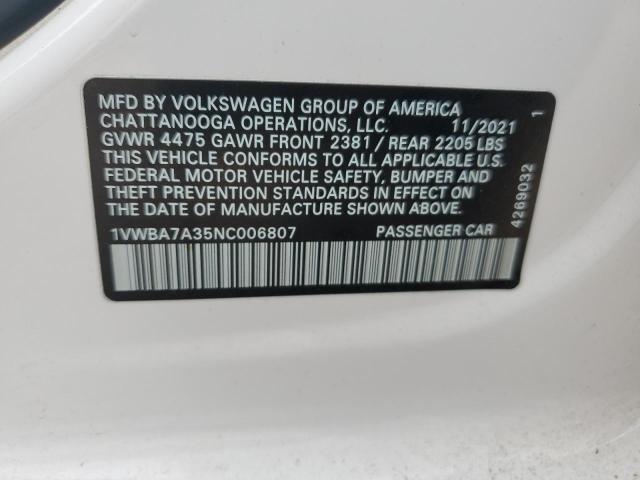 MFD BY VOLKSWAGEN GROUP OF AMERICA
CHATTANOOGA OPERATIONS, LLC. 11/2021
GVWR 4475 GAWR FRONT 2381 / REAR 2205 LBS
THIS VEHICLE CONFORMS TO ALL APPLICABLE U.S.
FEDERAL MOTOR VEHICLE SAFETY, BUMPER AND
THEFT PREVENTION STANDARDS IN EFFECT ON
THE DATE OF MANUFACTURE SHOWN ABOVE.
1VWBA7A35NC006807 PASSENGER CAR
4269032 1